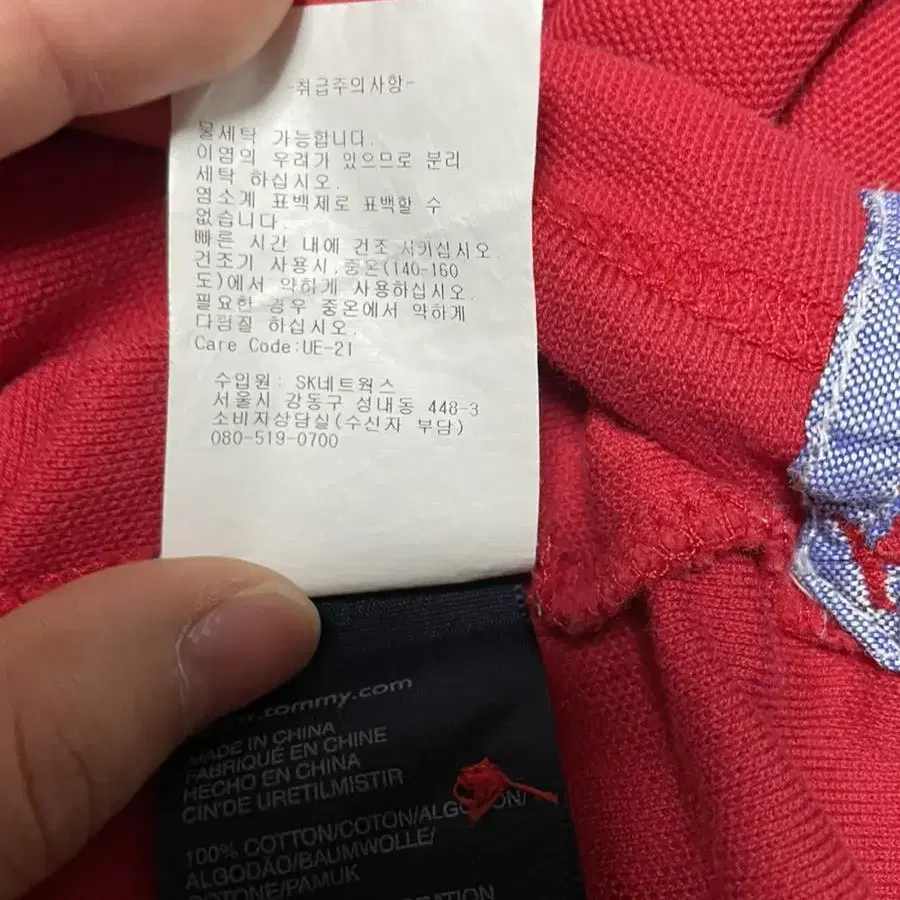 -취급주의사항-
물세탁 가능합니다.
이염의 우려가 있으므로 분리
세탁 하십시오.
염소계 표백제로 표백할 수
없습니다.
빠른 시간 내에 건조 시키십시오.
건조기 사용시,중온(140-160
도)에서 약하게 사용하십시오.
필요한 경우 중온에서 약하게
다림질 하십시오.
Care Code:UE-21
수입원: SK네트웍스
서울시 강동구 성내동 448-3
소비자상담실(수신자 부담)
080-519-0700
.tommy.com
MADE IN CHINA
FABRIQUÉ EN CHINE
HECHO EN CHINA
CIN'DE URETILMISTIR
100% COTTON/COTON/ALGODON/
ALGODÃO/BAUMWOLLE/
COTONE/PAMUK